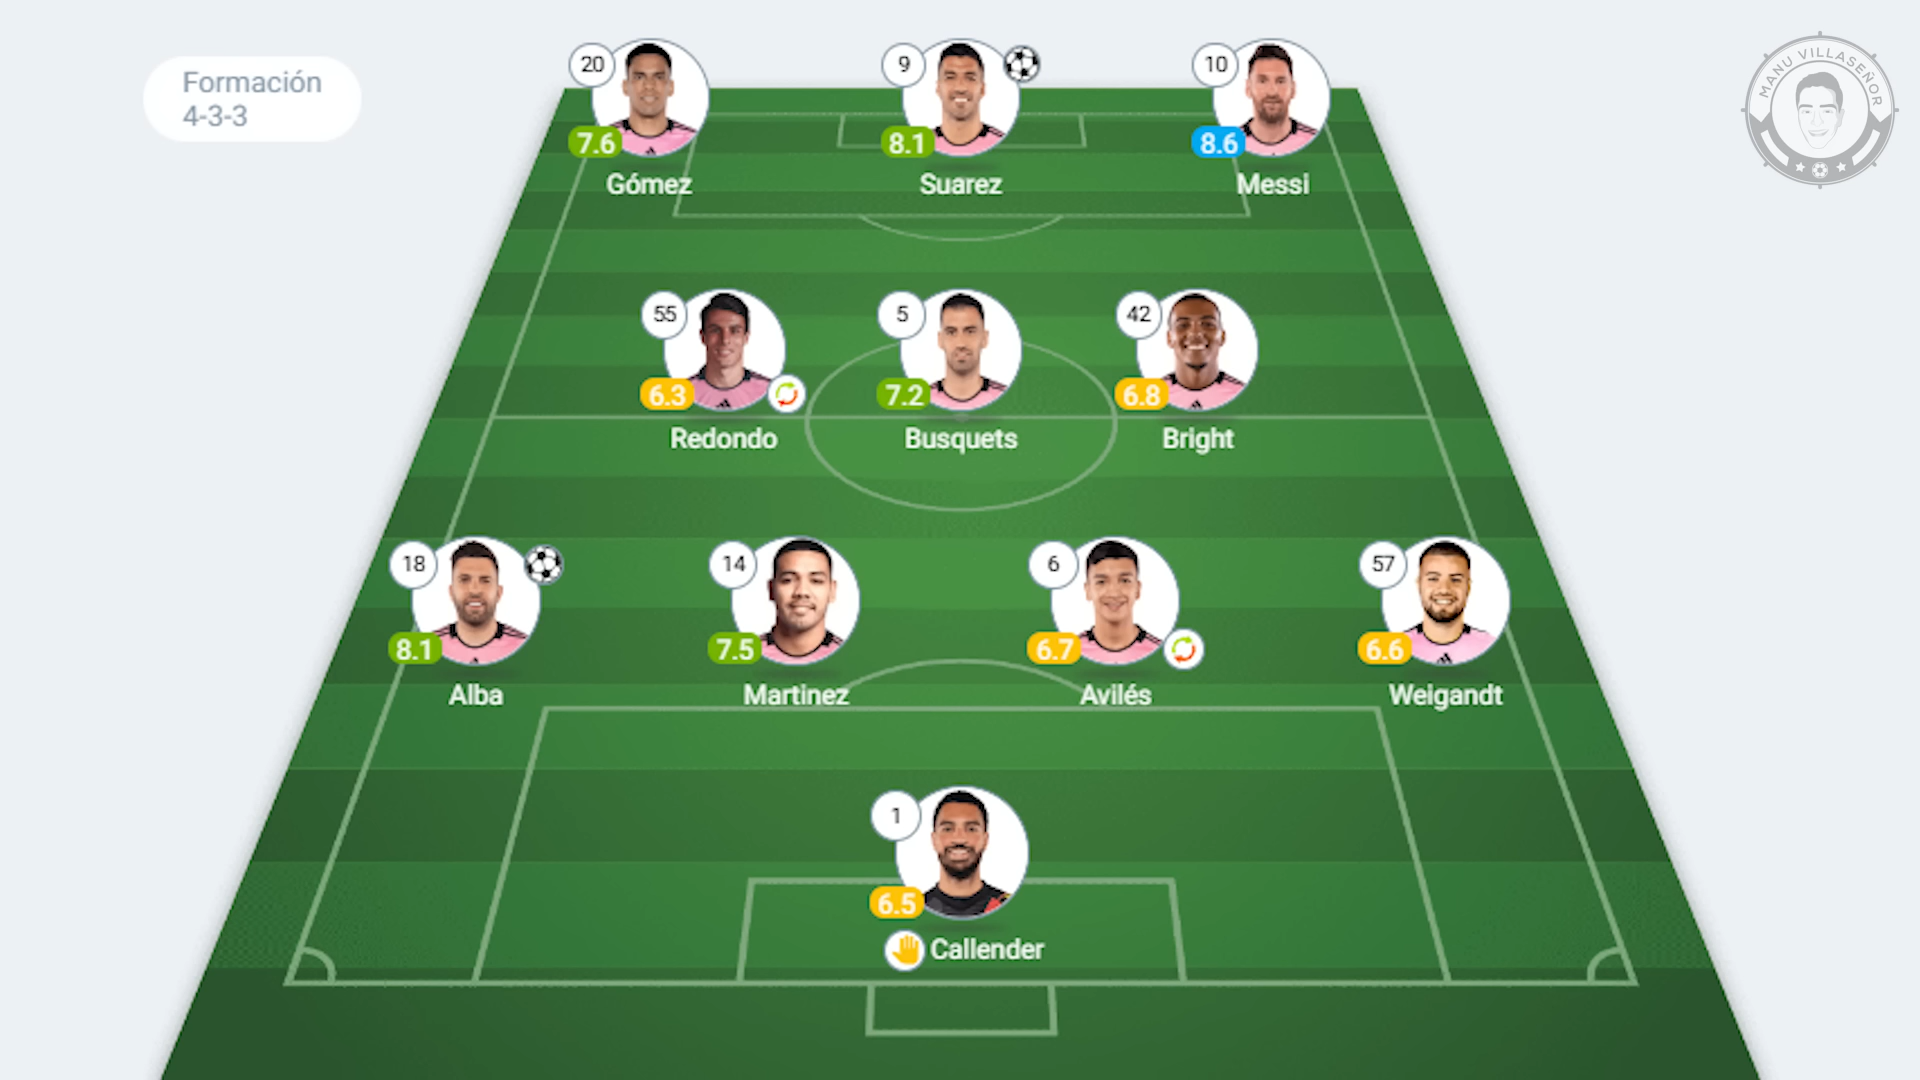 Formación
4-3-3
MANU VILLASEÑOR
20
9
10
7.6
8.1
8.6
Gómez
Suarez
Messi
55
5
42
6.3
7.2
6.8
Redondo
Busquets
Bright
18
14
6
57
8.1
7.5
6.7
6.6
Alba
Martinez
Avilés
Weigandt
1
6.5
Callender